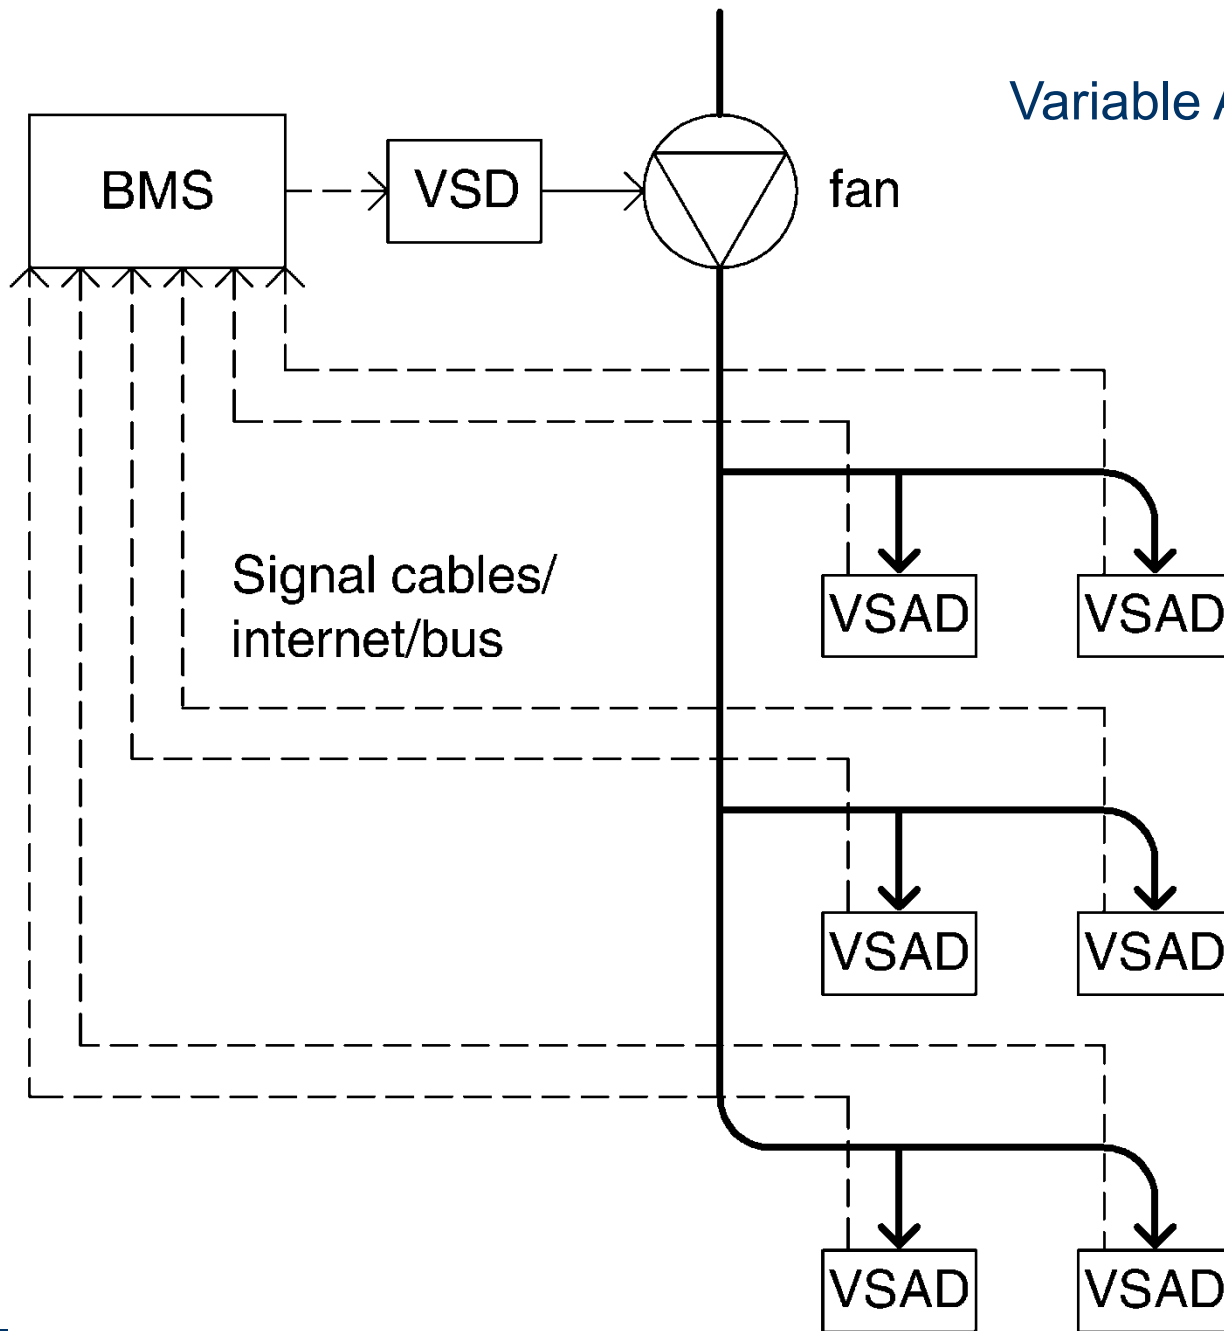 Variable A
BMS
VSD
fan
Signal cables/
internet/bus
VSAD
VSAD
VSAD
VSAD
VSAD
VSAD